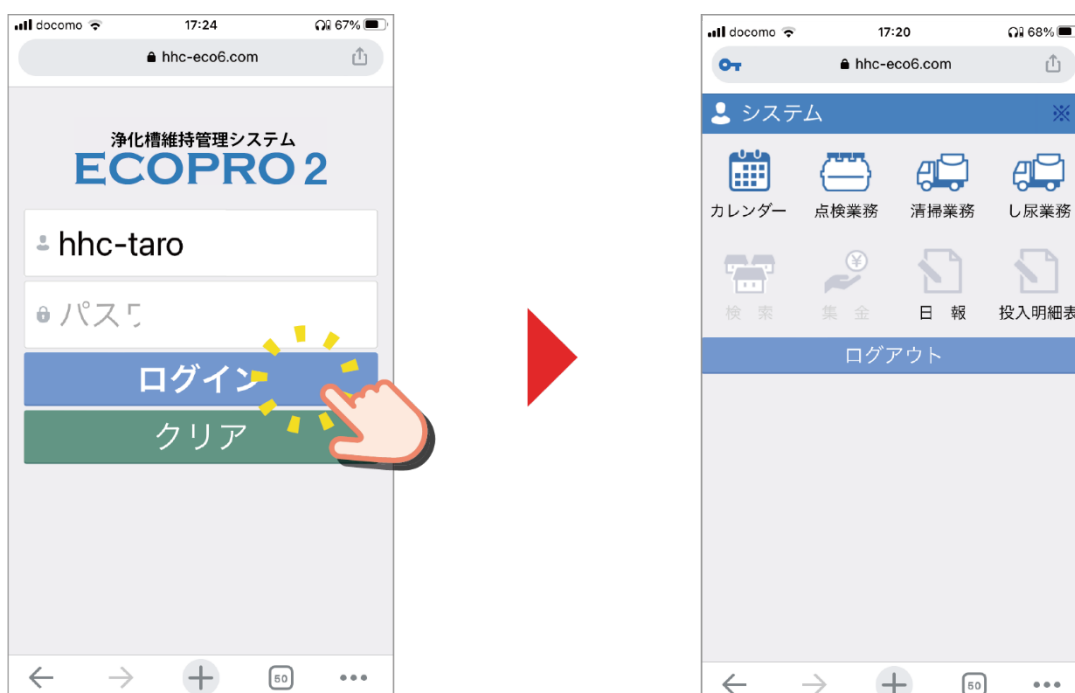 docomo 17:24 67%
hhc-eco6.com
浄化槽維持管理システム
ECOPRO 2
hhc-taro
パスワ
ログイン
クリア
50
docomo 17:20 68%
hhc-eco6.com
システム ※
カレンダー 点検業務 清掃業務 し尿業務
検 索 集 金 日 報 投入明細表
ログアウト
50